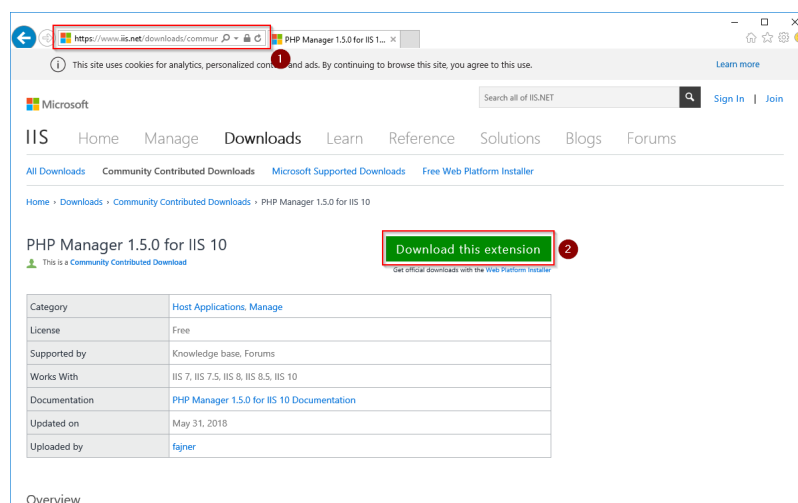 https://www.iis.net/downloads/commur
PHP Manager 1.5.0 for IIS 1...
1
This site uses cookies for analytics, personalized and ads. By continuing to browse this site, you agree to this use.
Learn more
Microsoft
Search all of IIS.NET
Sign In | Join
IIS Home Manage Downloads Learn Reference Solutions Blogs Forums
All Downloads Community Contributed Downloads Microsoft Supported Downloads Free Web Platform Installer
Home › Downloads › Community Contributed Downloads › PHP Manager 1.5.0 for IIS 10
PHP Manager 1.5.0 for IIS 10
Download this extension
2
This is a Community Contributed Download
Get official downloads with the Web Platform Installer
Category Host Applications, Manage
License Free
Supported by Knowledge base, Forums
Works With IIS 7, IIS 7.5, IIS 8, IIS 8.5, IIS 10
Documentation PHP Manager 1.5.0 for IIS 10 Documentation
Updated on May 31, 2018
Uploaded by fajner
Overview